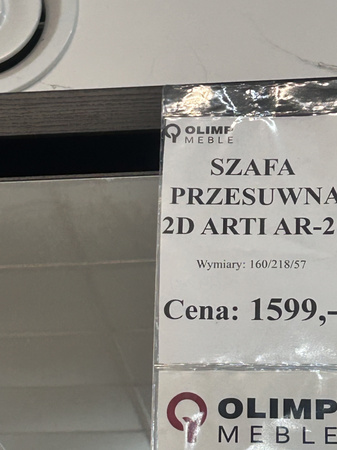 OLIMP
MEBLE
SZAFA
PRZESUWNA
2D ARTI AR-2
Wymiary: 160/218/57
Cena: 1599,-
OLIMP
MEBLE